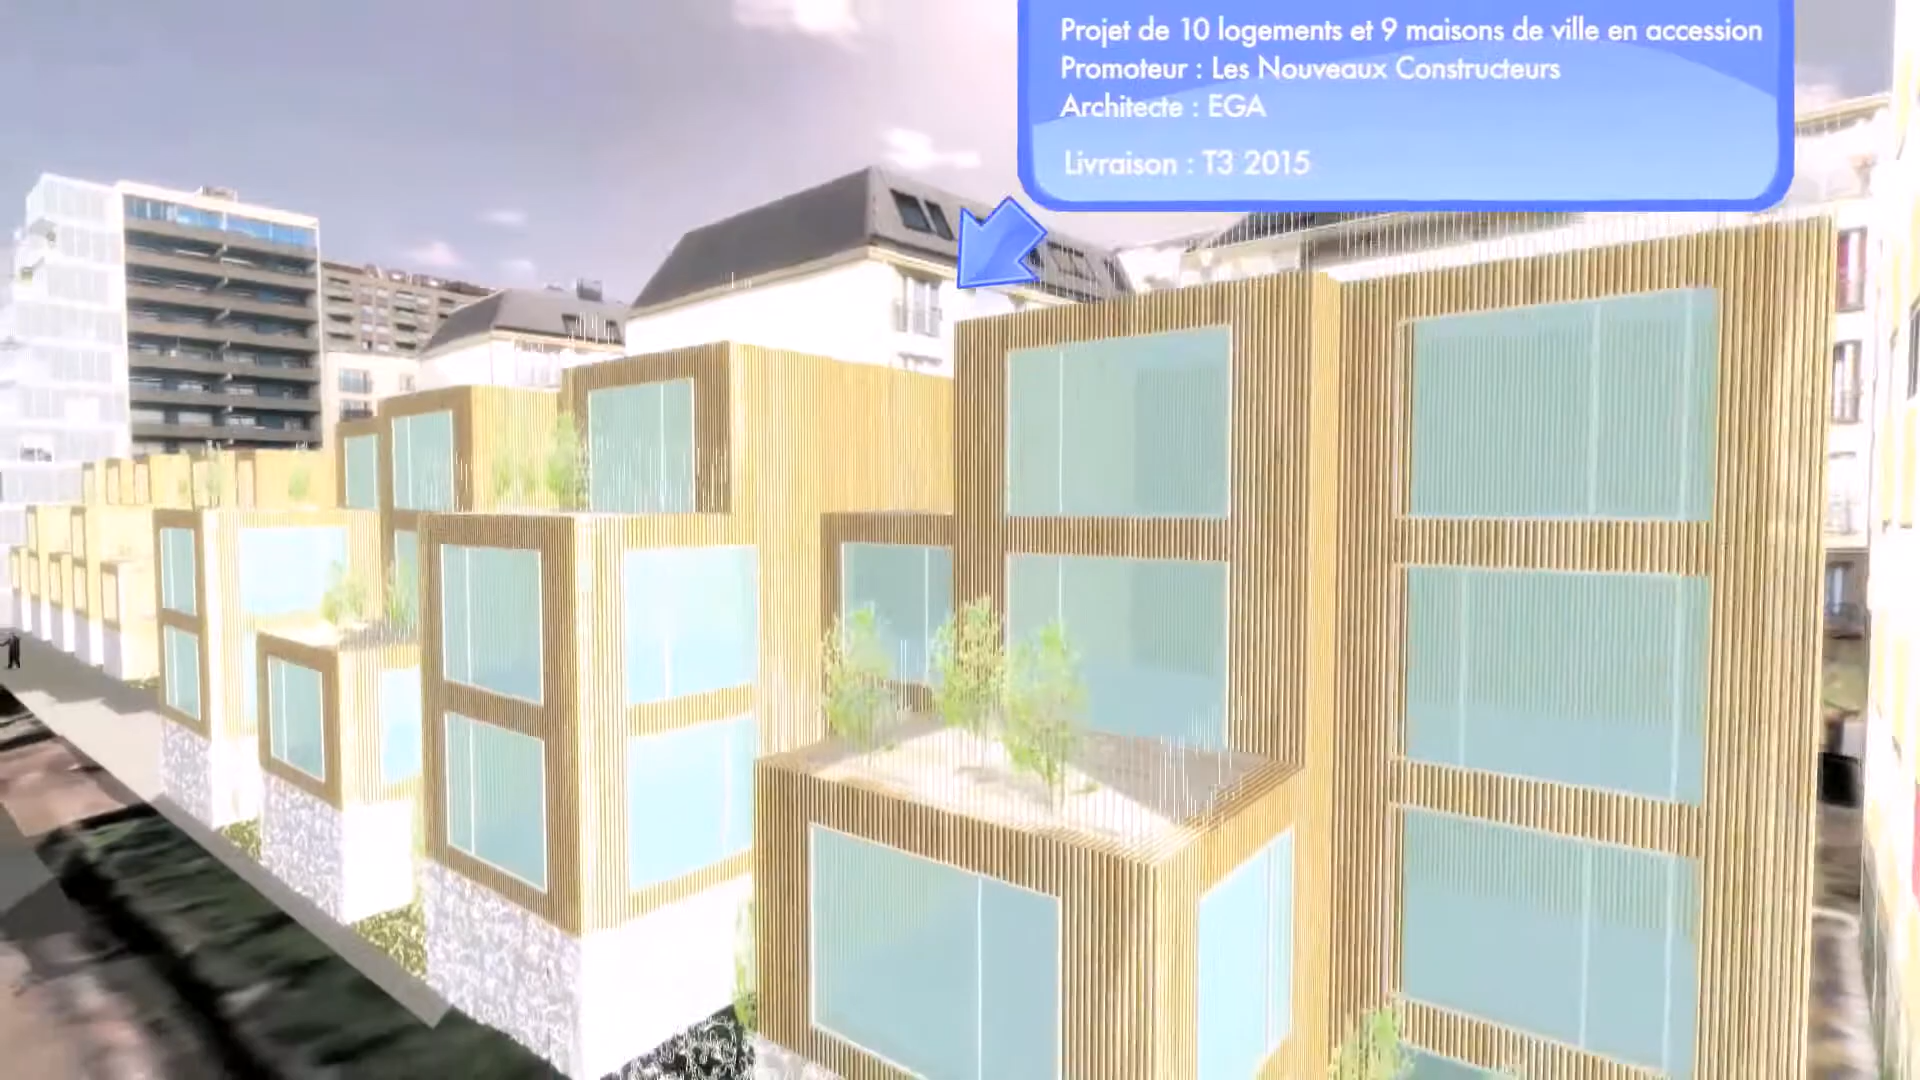 Projet de 10 logements et 9 maisons de ville en accession
Promoteur : Les Nouveaux Constructeurs
Architecte : EGA
Livraison : T3 2015